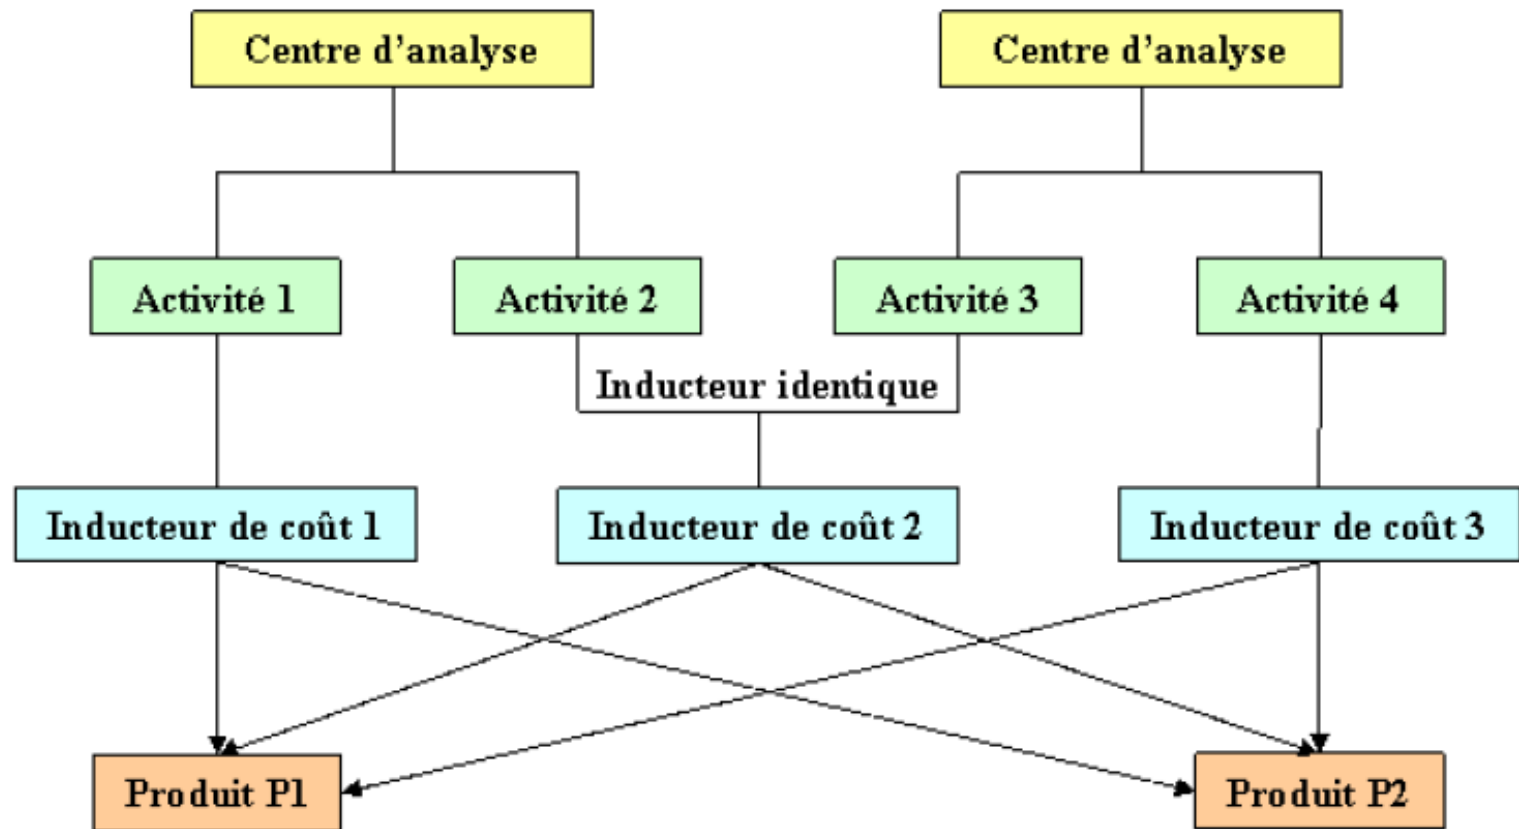 Centre d'analyse
Centre d'analyse
Activité 1
Activité 2
Activité 3
Activité 4
Inducteur identique
Inducteur de coût 1
Inducteur de coût 2
Inducteur de coût 3
Produit P1
Produit P2